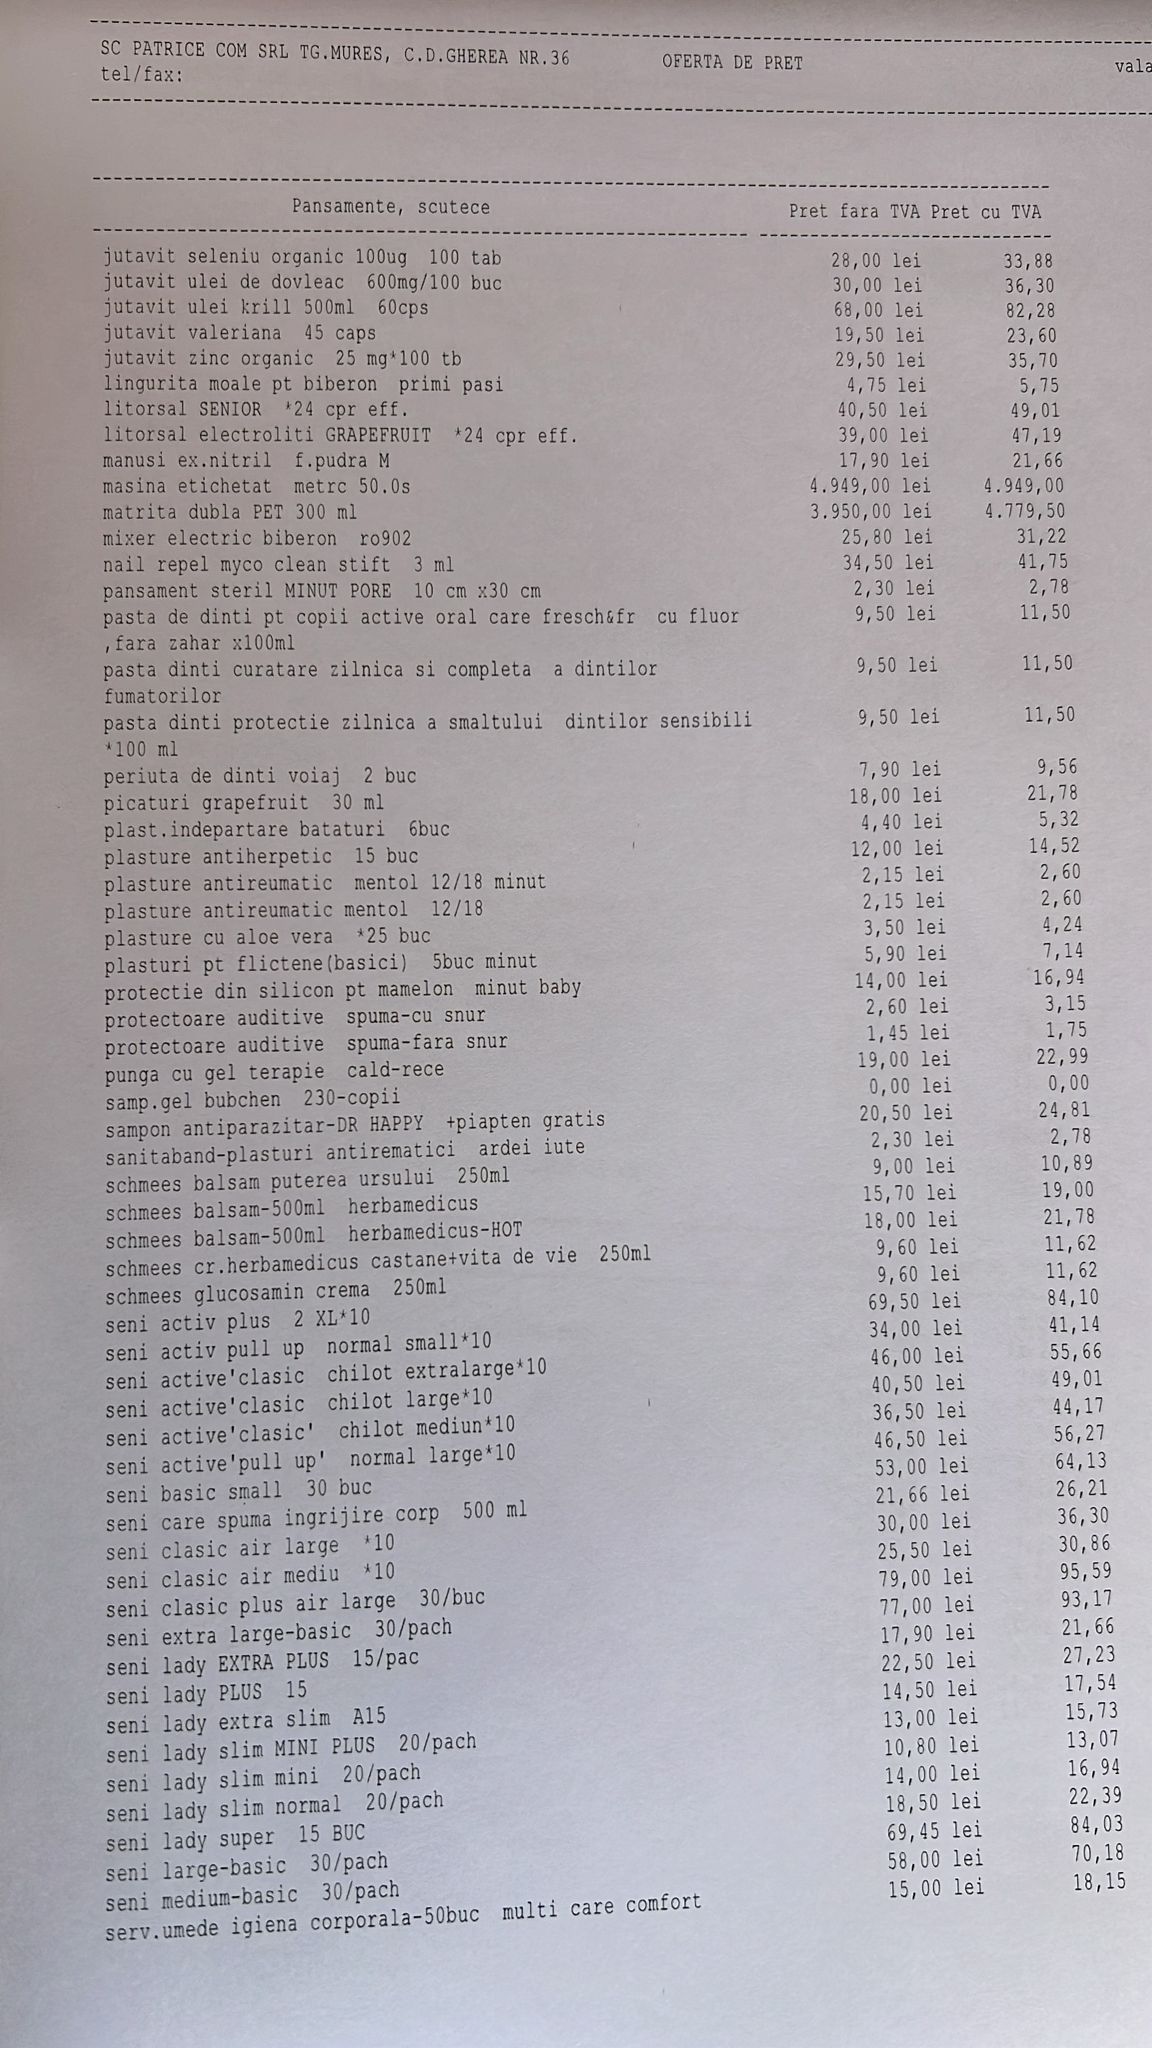 SC PATRICE COM SRL TG.MURES, C.D.GHEREA NR.36 OFERTA DE PRET vala
tel/fax:
Pansamente, scutece Pret fara TVA Pret cu TVA
jutavit seleniu organic 100ug 100 tab 28,00 lei 33,88
jutavit ulei de dovleac 600mg/100 buc 30,00 lei 36,30
jutavit ulei krill 500ml 60cps 68,00 lei 82,28
jutavit valeriana 45 caps 19,50 lei 23,60
jutavit zinc organic 25 mg*100 tb 29,50 lei 35,70
lingurita moale pt biberon primi pasi 4,75 lei 5,75
litorsal SENIOR *24 cpr eff. 40,50 lei 49,01
litorsal electroliti GRAPEFRUIT *24 cpr eff. 39,00 lei 47,19
manusi ex.nitril f.pudra M 17,90 lei 21,66
masina etichetat metrc 50.0s 4.949,00 lei 4.949,00
matrita dubla PET 300 ml 3.950,00 lei 4.779,50
mixer electric biberon ro902 25,80 lei 31,22
nail repel myco clean stift 3 ml 34,50 lei 41,75
pansament steril MINUT PORE 10 cm x30 cm 2,30 lei 2,78
pasta de dinti pt copii active oral care fresch&fr cu fluor 9,50 lei 11,50
,fara zahar x100ml
pasta dinti curatare zilnica si completa a dintilor 9,50 lei 11,50
fumatorilor
pasta dinti protectie zilnica a smaltului dintilor sensibili 9,50 lei 11,50
*100 ml
periuta de dinti voiaj 2 buc 7,90 lei 9,56
picaturi grapefruit 30 ml 18,00 lei 21,78
plast.indepartare bataturi 6buc 4,40 lei 5,32
plasture antiherpetic 15 buc 12,00 lei 14,52
plasture antireumatic mentol 12/18 minut 2,15 lei 2,60
plasture antireumatic mentol 12/18 2,15 lei 2,60
plasture cu aloe vera *25 buc 3,50 lei 4,24
plasturi pt flictene(basici) 5buc minut 5,90 lei 7,14
protectie din silicon pt mamelon minut baby 14,00 lei 16,94
protectoare auditive spuma-cu snur 2,60 lei 3,15
protectoare auditive spuma-fara snur 1,45 lei 1,75
punga cu gel terapie cald-rece 19,00 lei 22,99
samp.gel bubchen 230-copii 0,00 lei 0,00
sampon antiparazitar-DR HAPPY +piapten gratis 20,50 lei 24,81
sanitaband-plasturi antirematici ardei iute 2,30 lei 2,78
schmees balsam puterea ursului 250ml 9,00 lei 10,89
schmees balsam-500ml herbamedicus 15,70 lei 19,00
schmees balsam-500ml herbamedicus-HOT 18,00 lei 21,78
schmees cr.herbamedicus castane+vita de vie 250ml 9,60 lei 11,62
schmees glucosamin crema 250ml 9,60 lei 11,62
seni activ plus 2 XL*10 69,50 lei 84,10
seni activ pull up normal small*10 34,00 lei 41,14
seni active'clasic chilot extralarge*10 46,00 lei 55,66
seni active'clasic chilot large*10 40,50 lei 49,01
seni active'clasic' chilot mediun*10 36,50 lei 44,17
seni active'pull up' normal large*10 46,50 lei 56,27
seni basic small 30 buc 53,00 lei 64,13
seni care spuma ingrijire corp 500 ml 21,66 lei 26,21
seni clasic air large *10 30,00 lei 36,30
seni clasic air mediu *10 25,50 lei 30,86
seni clasic plus air large 30/buc 79,00 lei 95,59
seni extra large-basic 30/pach 77,00 lei 93,17
seni lady EXTRA PLUS 15/pac 17,90 lei 21,66
seni lady PLUS 15 22,50 lei 27,23
seni lady extra slim A15 14,50 lei 17,54
seni lady slim MINI PLUS 20/pach 13,00 lei 15,73
seni lady slim mini 20/pach 10,80 lei 13,07
seni lady slim normal 20/pach 14,00 lei 16,94
seni lady super 15 BUC 18,50 lei 22,39
seni large-basic 30/pach 69,45 lei 84,03
seni medium-basic 30/pach 58,00 lei 70,18
serv.umede igiena corporala-50buc multi care comfort 15,00 lei 18,15